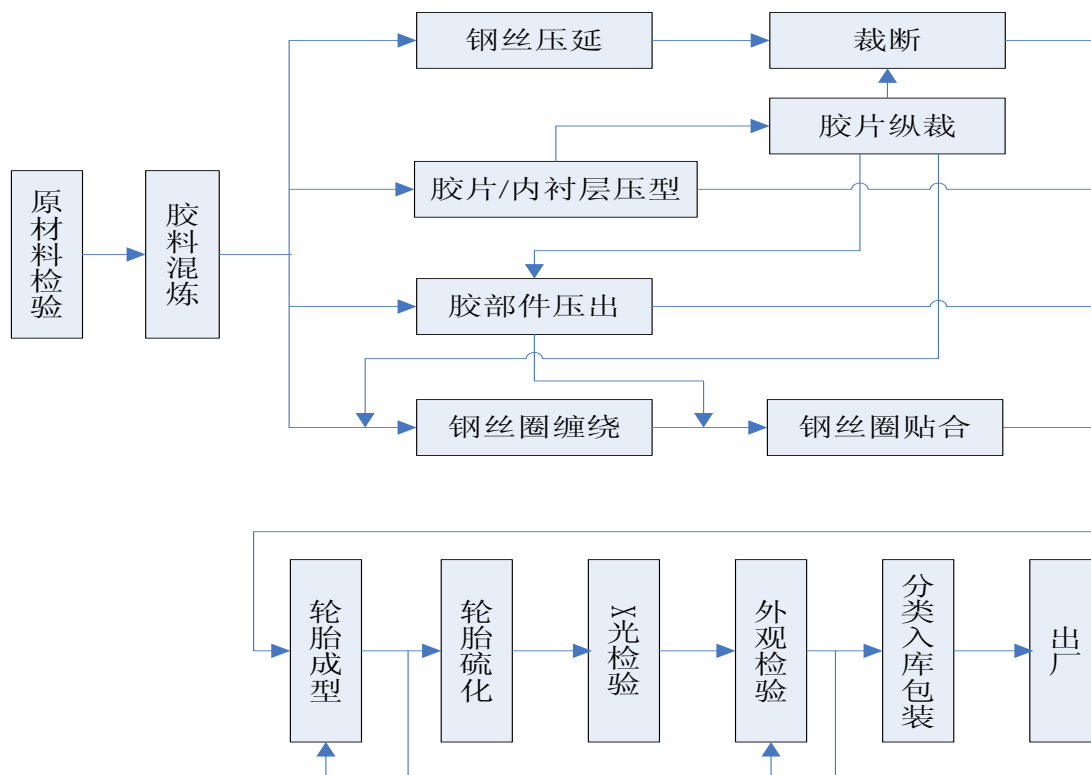 钢丝压延
裁断
胶片纵裁
原材料检验
胶料混炼
胶片/内衬层压型
胶部件压出
钢丝圈缠绕
钢丝圈贴合
轮胎成型
轮胎硫化
X光检验
外观检验
分类入库包装
出厂